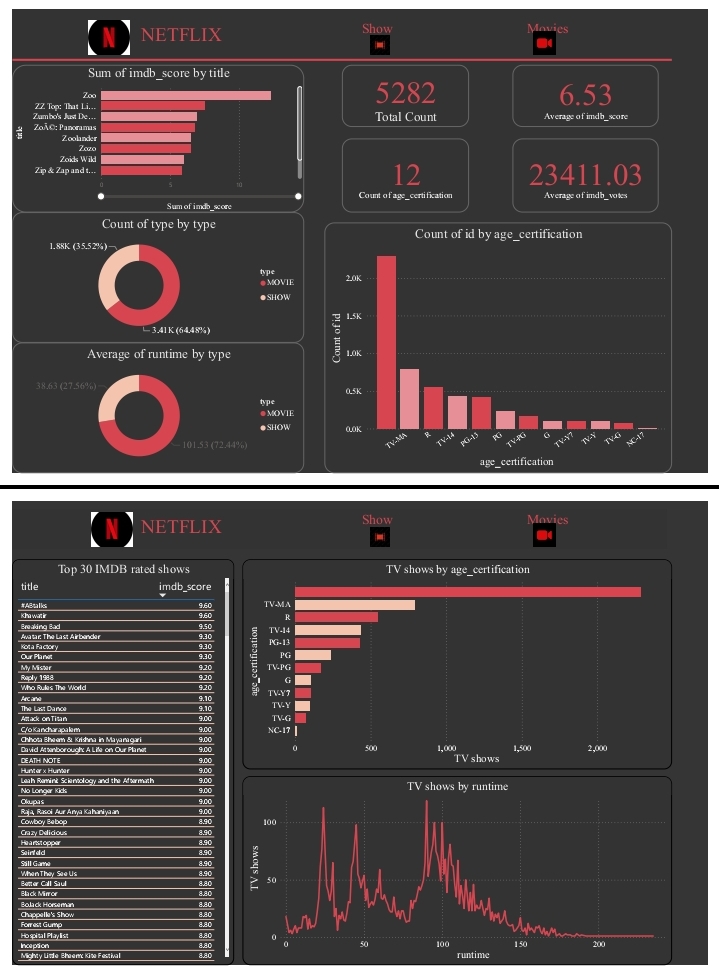 NETFLIX
Show
Movies
Sum of imdb_score by title
title
Zoo
ZZ Top: That Li...
Zumbo's Just De...
ZoÃ©: Panoramas
Zoolander
Zozo
Zoids Wild
Zip & Zap and t...
0 5 10
Sum of imdb_score
5282
Total Count
6.53
Average of imdb_score
12
Count of age_certification
23411.03
Average of imdb_votes
Count of type by type
1.88K (35.52%)
3.41K (64.48%)
type
MOVIE
SHOW
Average of runtime by type
38.63 (27.56%)
101.53 (72.44%)
type
MOVIE
SHOW
Count of id by age_certification
Count of id
2.0K
1.5K
1.0K
0.5K
0.0K
TV-MA R TV-14 PG-13 PG TV-PG G TV-Y7 TV-Y TV-G NC-17
age_certification
NETFLIX
Show
Movies
Top 30 IMDB rated shows
title imdb_score
#ABtalks 9.60
Khawatir 9.60
Breaking Bad 9.50
Avatar: The Last Airbender 9.30
Kota Factory 9.30
Our Planet 9.30
My Mister 9.20
Reply 1988 9.20
Who Rules The World 9.20
Arcane 9.10
The Last Dance 9.10
Attack on Titan 9.00
C/o Kancharapalem 9.00
Chhota Bheem & Krishna in Mayanagari 9.00
David Attenborough: A Life on Our Planet 9.00
DEATH NOTE 9.00
Hunter x Hunter 9.00
Leah Remini: Scientology and the Aftermath 9.00
No Longer Kids 9.00
Okupas 9.00
Raja, Rasoi Aur Anya Kahaniyaan 9.00
Cowboy Bebop 8.90
Crazy Delicious 8.90
Heartstopper 8.90
Seinfeld 8.90
Still Game 8.90
When They See Us 8.90
Better Call Saul 8.80
Black Mirror 8.80
BoJack Horseman 8.80
Chappelle's Show 8.80
Forrest Gump 8.80
Hospital Playlist 8.80
Inception 8.80
Mighty Little Bheem: Kite Festival 8.80
TV shows by age_certification
age_certification
TV-MA
R
TV-14
PG-13
PG
TV-PG
G
TV-Y7
TV-Y
TV-G
NC-17
0 500 1,000 1,500 2,000
TV shows
TV shows by runtime
TV shows
100
50
0
0 50 100 150 200
runtime